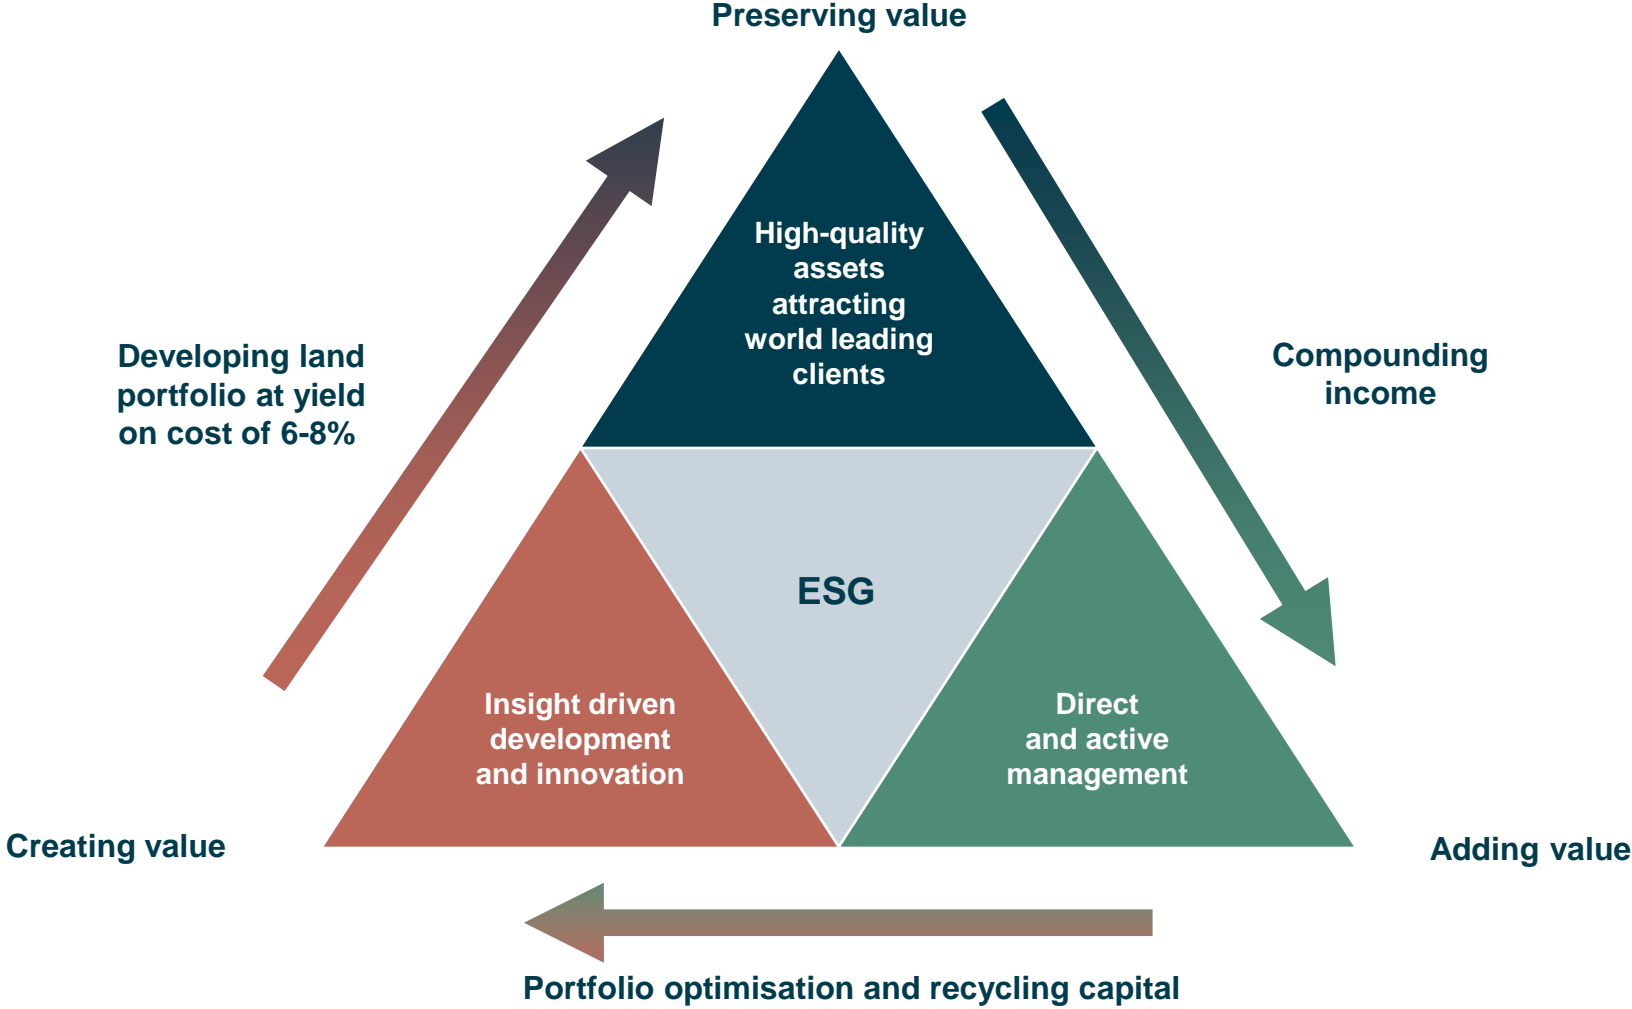 Preserving value
High-quality
assets
attracting
world leading
clients
Developing land
portfolio at yield
on cost of 6-8%
Compounding
income
ESG
Insight driven
development
and innovation
Direct
and active
management
Creating value
Adding value
Portfolio optimisation and recycling capital